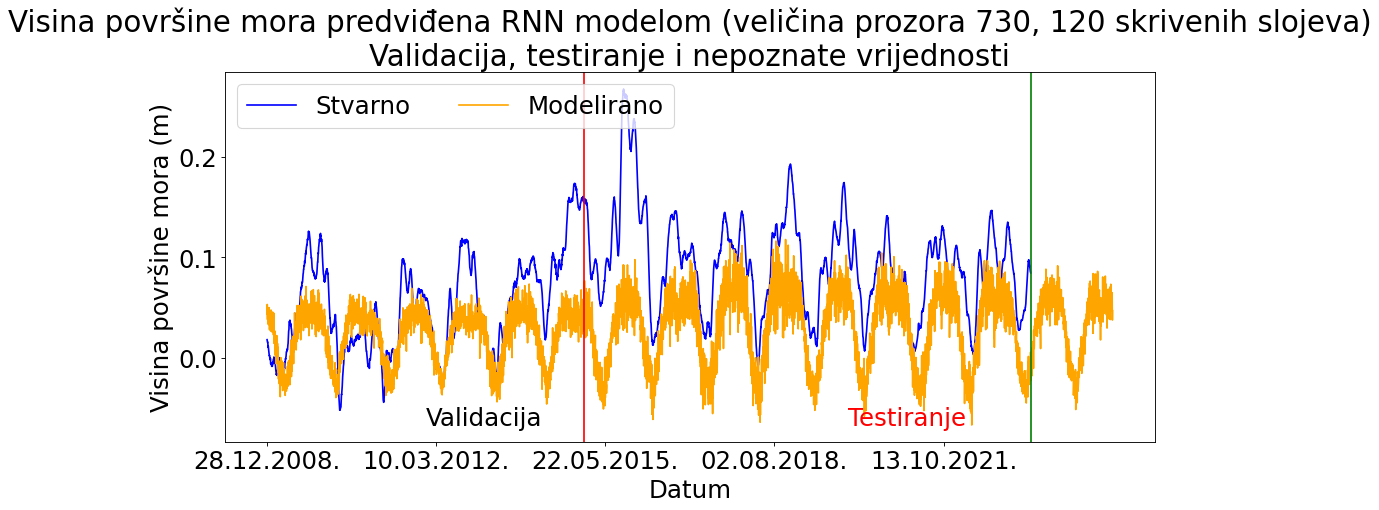 Visina površine mora predviđena RNN modelom (veličina prozora 730, 120 skrivenih slojeva)
Validacija, testiranje i nepoznate vrijednosti
Stvarno
Modelirano
Visina površine mora (m)
0.2
0.1
0.0
Validacija
Testiranje
28.12.2008.
10.03.2012.
22.05.2015.
02.08.2018.
13.10.2021.
Datum